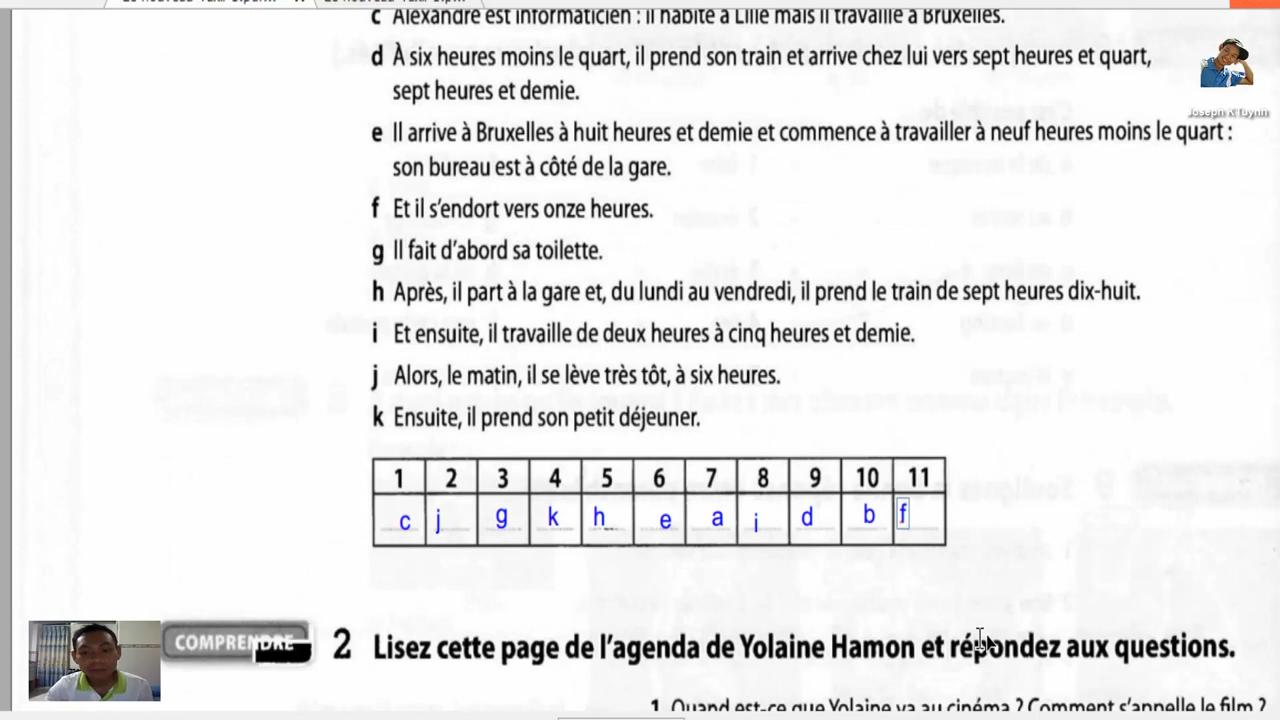 c Alexandre est informaticien : il habite à Lille mais il travaille à Bruxelles.
d À six heures moins le quart, il prend son train et arrive chez lui vers sept heures et quart,
sept heures et demie.
Joseph K'Tuynn
e Il arrive à Bruxelles à huit heures et demie et commence à travailler à neuf heures moins le quart :
son bureau est à côté de la gare.
f Et il s'endort vers onze heures.
g Il fait d'abord sa toilette.
h Après, il part à la gare et, du lundi au vendredi, il prend le train de sept heures dix-huit.
i Et ensuite, il travaille de deux heures à cinq heures et demie.
j Alors, le matin, il se lève très tôt, à six heures.
k Ensuite, il prend son petit déjeuner.
1 2 3 4 5 6 7 8 9 10 11
c j g k h e a i d b f
COMPRENDRE 2 Lisez cette page de l'agenda de Yolaine Hamon et répondez aux questions.
1 Quand est-ce que Yolaine va au cinéma ? Comment s'appelle le film ?